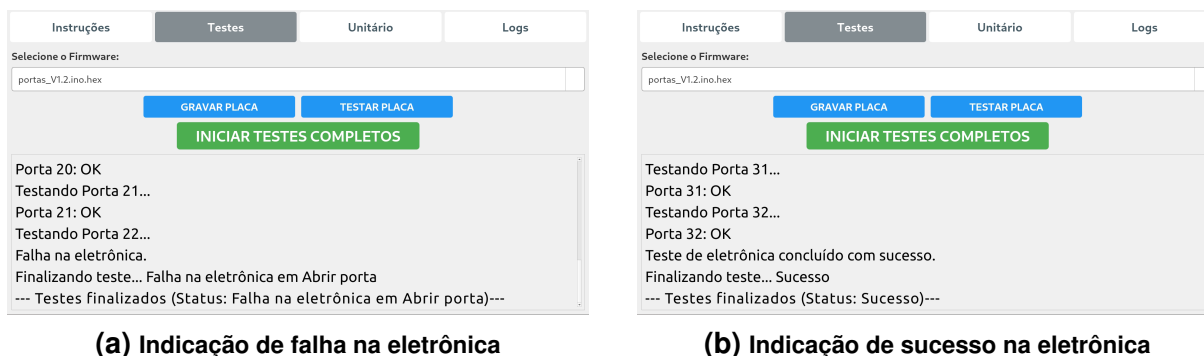 Instruções Testes Unitário Logs
Selecione o Firmware:
portas_V1.2.ino.hex
GRAVAR PLACA TESTAR PLACA
INICIAR TESTES COMPLETOS
Porta 20: OK
Testando Porta 21...
Porta 21: OK
Testando Porta 22...
Falha na eletrônica.
Finalizando teste... Falha na eletrônica em Abrir porta
--- Testes finalizados (Status: Falha na eletrônica em Abrir porta)---
(a) Indicação de falha na eletrônica
Instruções Testes Unitário Logs
Selecione o Firmware:
portas_V1.2.ino.hex
GRAVAR PLACA TESTAR PLACA
INICIAR TESTES COMPLETOS
Testando Porta 31...
Porta 31: OK
Testando Porta 32...
Porta 32: OK
Teste de eletrônica concluído com sucesso.
Finalizando teste... Sucesso
--- Testes finalizados (Status: Sucesso)---
(b) Indicação de sucesso na eletrônica